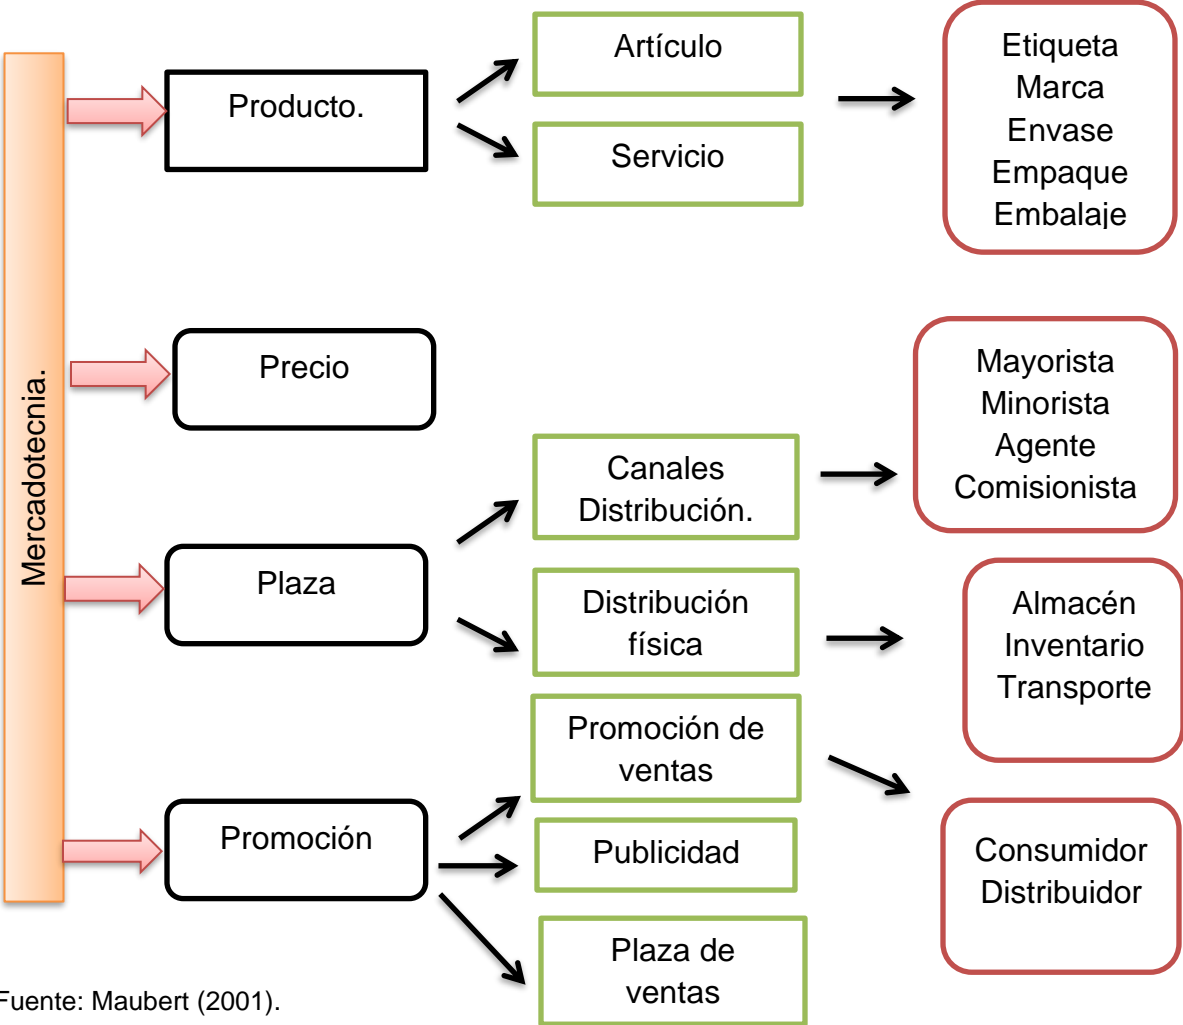 Mercadotecnia.
Producto.
Artículo
Servicio
Etiqueta
Marca
Envase
Empaque
Embalaje
Precio
Plaza
Canales
Distribución.
Mayorista
Minorista
Agente
Comisionista
Distribución
física
Almacén
Inventario
Transporte
Promoción
Promoción de
ventas
Publicidad
Plaza de
ventas
Consumidor
Distribuidor
Fuente: Maubert (2001).